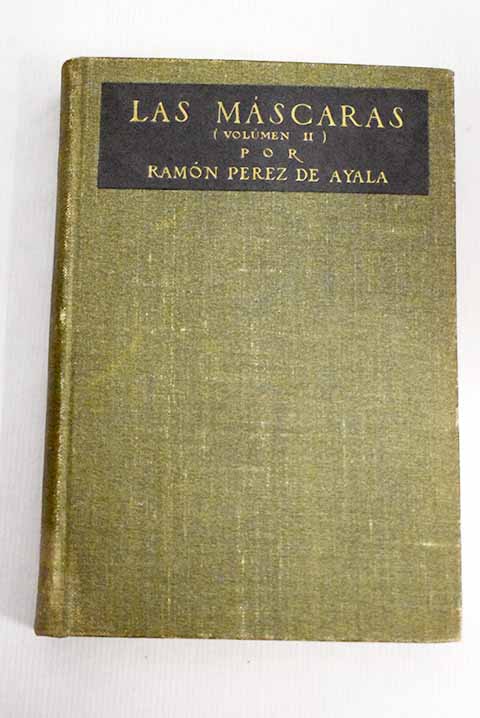 LAS MÁSCARAS
(VOLÚMEN II)
POR
RAMÓN PEREZ DE AYALA